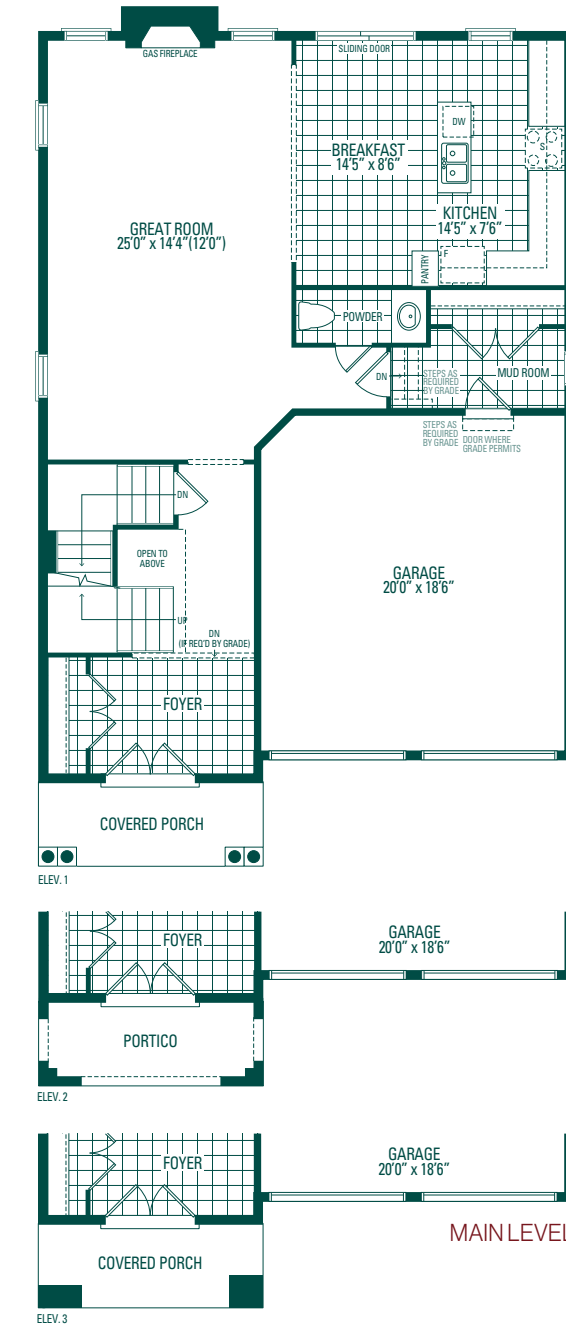 GAS FIREPLACE
SLIDING DOOR
DW
BREAKFAST
14'5" x 8'6"
S
KITCHEN
14'5" x 7'6"
GREAT ROOM
25'0" x 14'4"(12'0")
F
PANTRY
POWDER
DN
STEPS AS
REQUIRED
BY GRADE
MUD ROOM
STEPS AS
REQUIRED
BY GRADE
DOOR WHERE
GRADE PERMITS
DN
OPEN TO
ABOVE
GARAGE
20'0" x 18'6"
UP
DN
(IF REQ'D BY GRADE)
FOYER
COVERED PORCH
ELEV. 1
FOYER
GARAGE
20'0" x 18'6"
PORTICO
ELEV. 2
FOYER
GARAGE
20'0" x 18'6"
MAIN LEVEL
COVERED PORCH
ELEV. 3